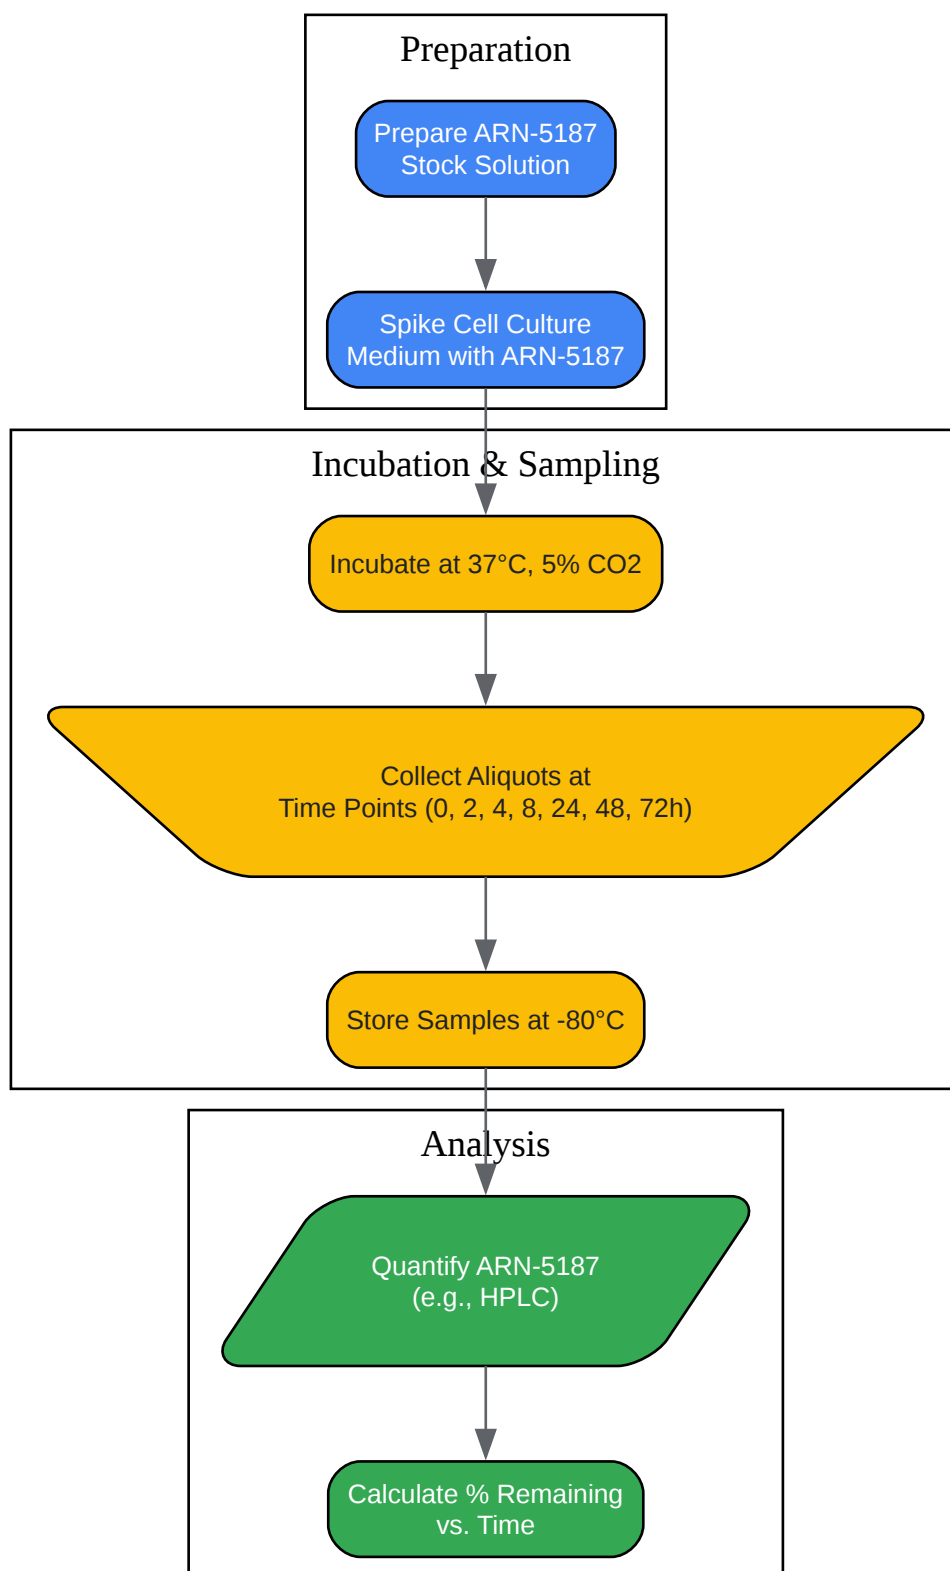 Preparation
Prepare ARN-5187
Stock Solution
Spike Cell Culture
Medium with ARN-5187
Incubation & Sampling
Incubate at 37°C, 5% CO2
Collect Aliquots at
Time Points (0, 2, 4, 8, 24, 48, 72h)
Store Samples at -80°C
Analysis
Quantify ARN-5187
(e.g., HPLC)
Calculate % Remaining
vs. Time